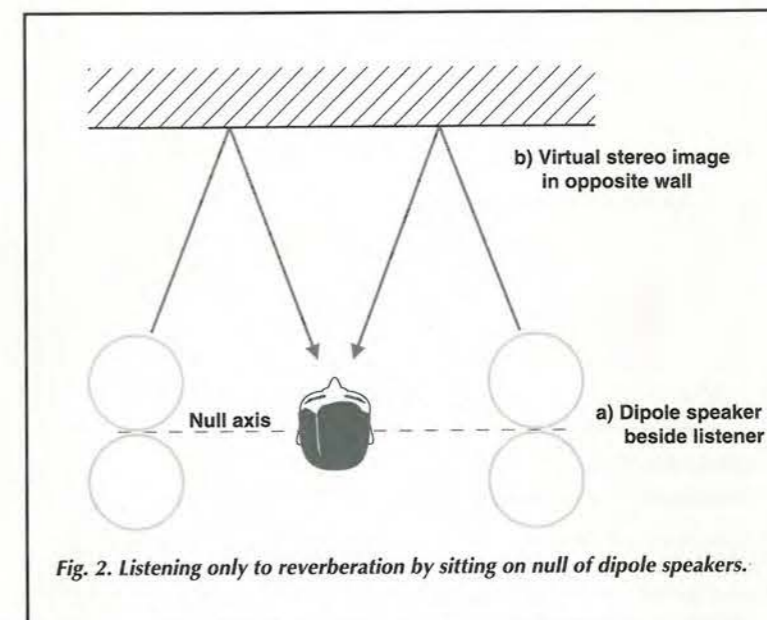 b) Virtual stereo image
in opposite wall
Null axis
a) Dipole speaker
beside listener
Fig. 2. Listening only to reverberation by sitting on null of dipole speakers.